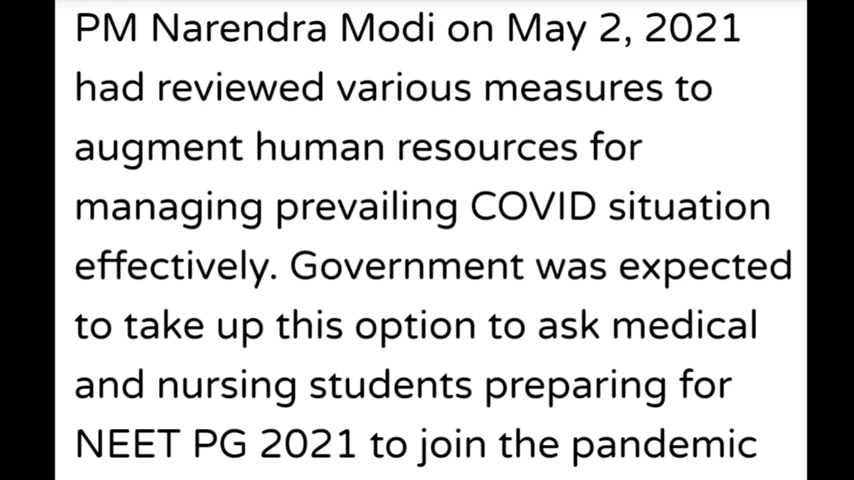 PM Narendra Modi on May 2, 2021
had reviewed various measures to
augment human resources for
managing prevailing COVID situation
effectively. Government was expected
to take up this option to ask medical
and nursing students preparing for
NEET PG 2021 to join the pandemic